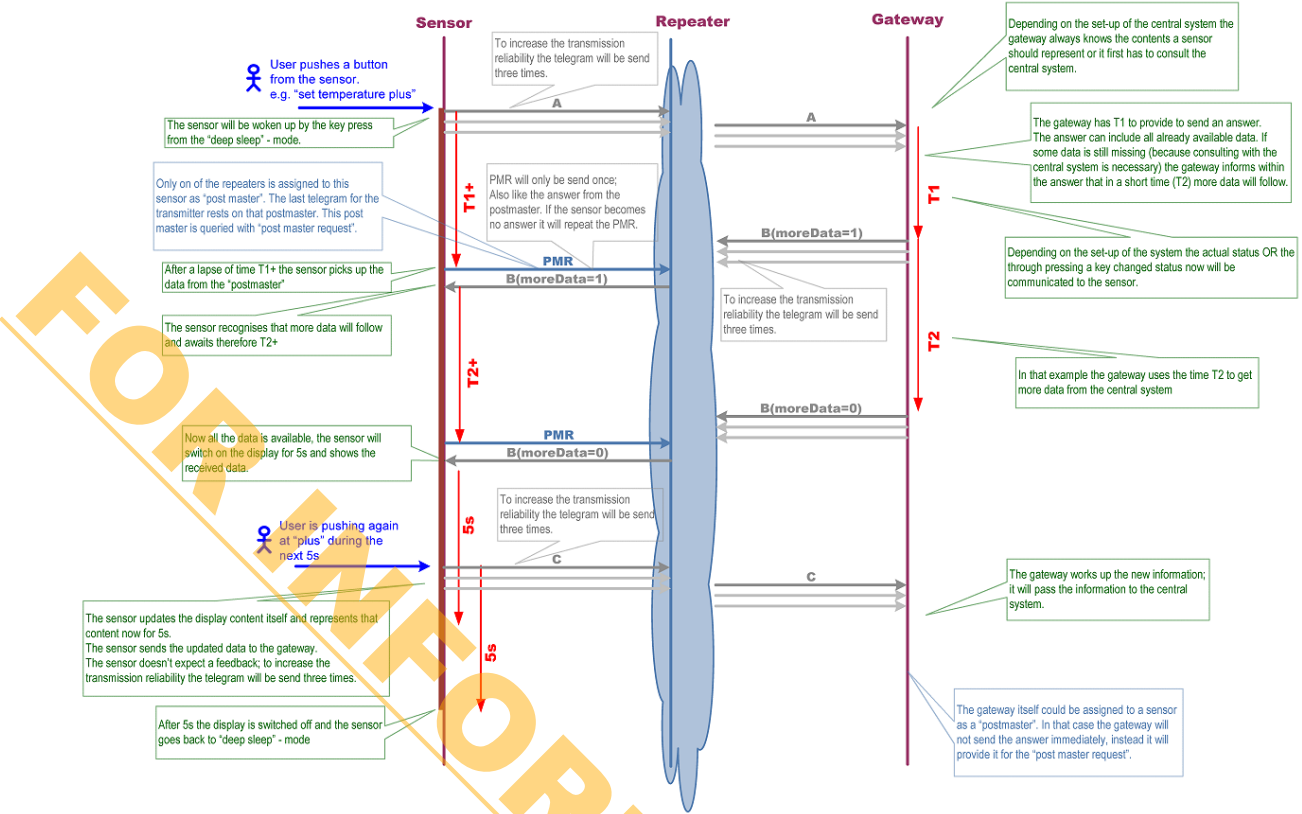 Sensor
Repeater
Gateway
Depending on the set-up of the central system the
gateway always knows the contents a sensor
should represent or it first has to consult the
central system.
To increase the transmission
reliability the telegram will be send
three times.
User pushes a button
from the sensor.
e.g. “set temperature plus”
A
A
The sensor will be woken up by the key press
from the “deep sleep” - mode.
The gateway has T1 to provide to send an answer.
The answer can include all already available data. If
some data is still missing (because consulting with the
central system is necessary) the gateway informs within
the answer that in a short time (T2) more data will follow.
Only on of the repeaters is assigned to this
sensor as “post master”. The last telegram for the
transmitter rests on that postmaster. This post
master is queried with “post master request”.
T1+
PMR will only be send once;
Also like the answer from the
postmaster. If the sensor becomes
no answer it will repeat the PMR.
T1
B(moreData=1)
Depending on the set-up of the system the actual status OR the
through pressing a key changed status now will be
communicated to the sensor.
After a lapse of time T1+ the sensor picks up the
data from the “postmaster”
PMR
B(moreData=1)
To increase the transmission
reliability the telegram will be send
three times.
The sensor recognises that more data will follow
and awaits therefore T2+
T2+
T2
In that example the gateway uses the time T2 to get
more data from the central system
B(moreData=0)
Now all the data is available, the sensor will
switch on the display for 5s and shows the
received data.
PMR
B(moreData=0)
To increase the transmission
reliability the telegram will be send
three times.
5s
User is pushing again
at “plus” during the
next 5s
C
C
The gateway works up the new information;
it will pass the information to the central
system.
The sensor updates the display content itself and represents that
content now for 5s.
The sensor sends the updated data to the gateway.
The sensor doesn’t expect a feedback; to increase the
transmission reliability the telegram will be send three times.
5s
After 5s the display is switched off and the sensor
goes back to “deep sleep” - mode
The gateway itself could be assigned to a sensor
as a “postmaster”. In that case the gateway will
not send the answer immediately, instead it will
provide it for the “post master request”.
FOR INFOR